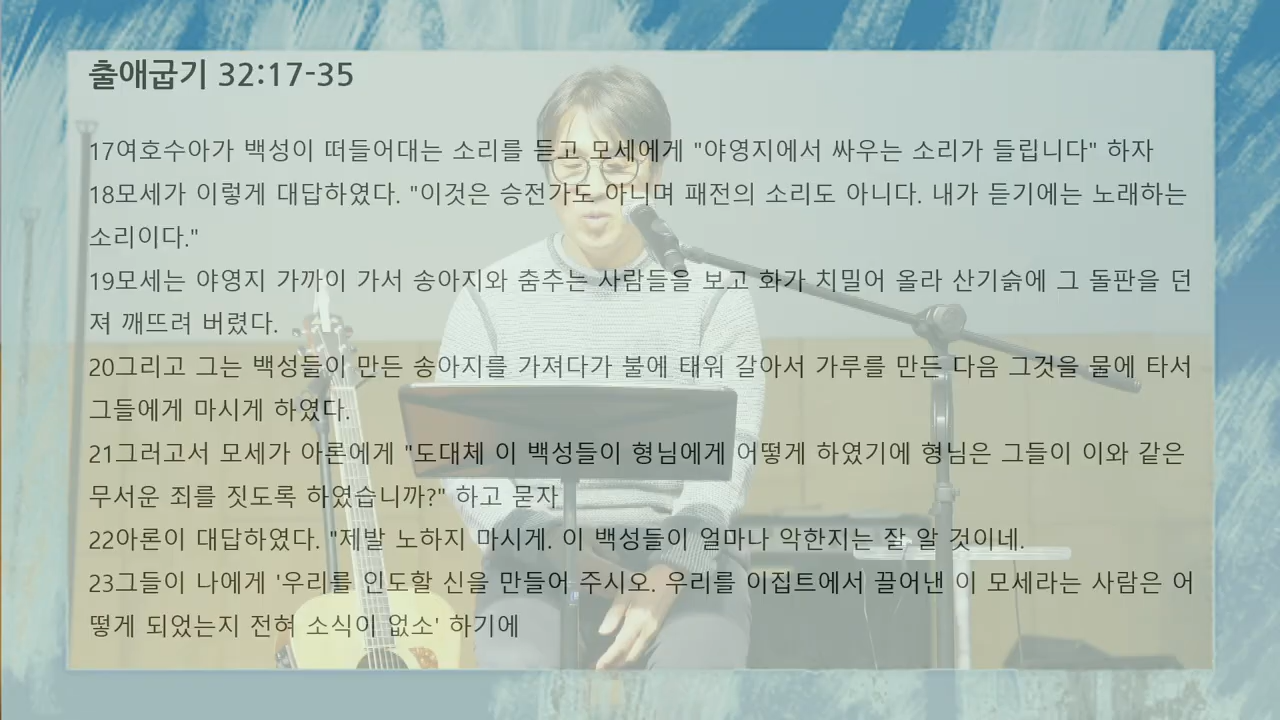 출애굽기 32:17-35
17여호수아가 백성이 떠들어대는 소리를 듣고 모세에게 "야영지에서 싸우는 소리가 들립니다" 하자
18모세가 이렇게 대답하였다. "이것은 승전가도 아니며 패전의 소리도 아니다. 내가 듣기에는 노래하는
소리이다."
19모세는 야영지 가까이 가서 송아지와 춤추는 사람들을 보고 화가 치밀어 올라 산기슭에 그 돌판을 던
져 깨뜨려 버렸다.
20그리고 그는 백성들이 만든 송아지를 가져다가 불에 태워 갈아서 가루를 만든 다음 그것을 물에 타서
그들에게 마시게 하였다.
21그러고서 모세가 아론에게 "도대체 이 백성들이 형님에게 어떻게 하였기에 형님은 그들이 이와 같은
무서운 죄를 짓도록 하였습니까?" 하고 묻자
22아론이 대답하였다. "제발 노하지 마시게. 이 백성들이 얼마나 악한지는 잘 알 것이네.
23그들이 나에게 '우리를 인도할 신을 만들어 주시오. 우리를 이집트에서 끌어낸 이 모세라는 사람은 어
떻게 되었는지 전혀 소식이 없소' 하기에